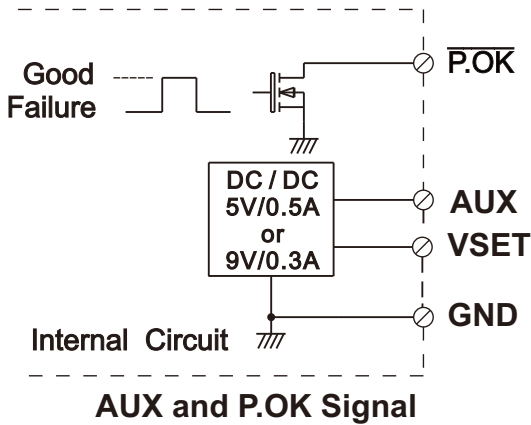 Good
Failure
P.OK
DC / DC
5V/0.5A
or
9V/0.3A
AUX
VSET
GND
Internal Circuit
AUX and P.OK Signal